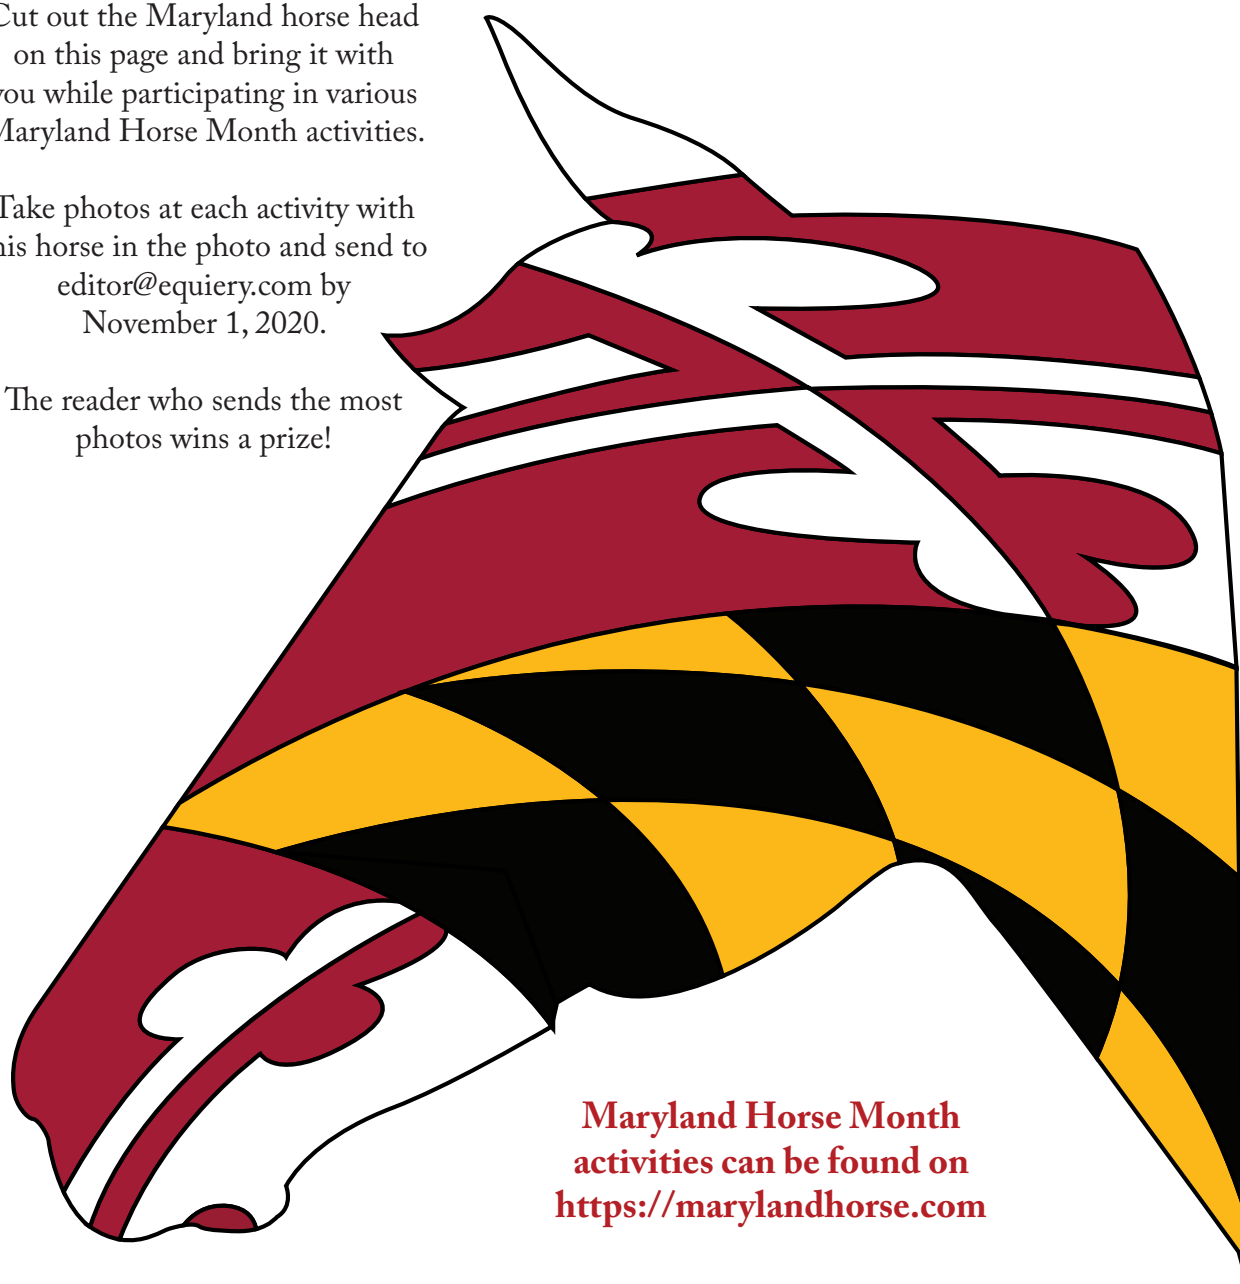 Cut out the Maryland horse head
on this page and bring it with
you while participating in various
Maryland Horse Month activities.
Take photos at each activity with
his horse in the photo and send to
editor@equiery.com by
November 1, 2020.
The reader who sends the most
photos wins a prize!
Maryland Horse Month
activities can be found on
https://marylandhorse.com